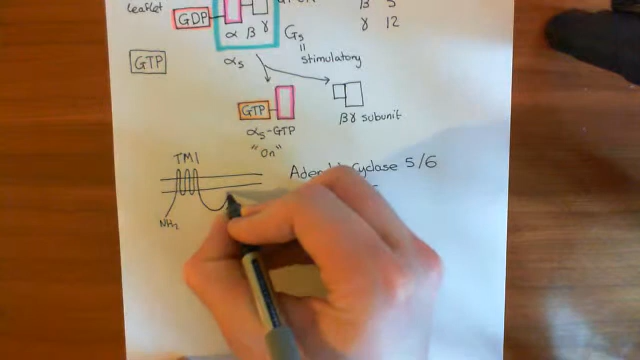 leaflet
GDP
α β γ
Gs
=
stimulatory
β 5
γ 12
GTP
αs
GTP
αs-GTP
"On"
βγ subunit
TM1
Cyclase 5/6
NH₂